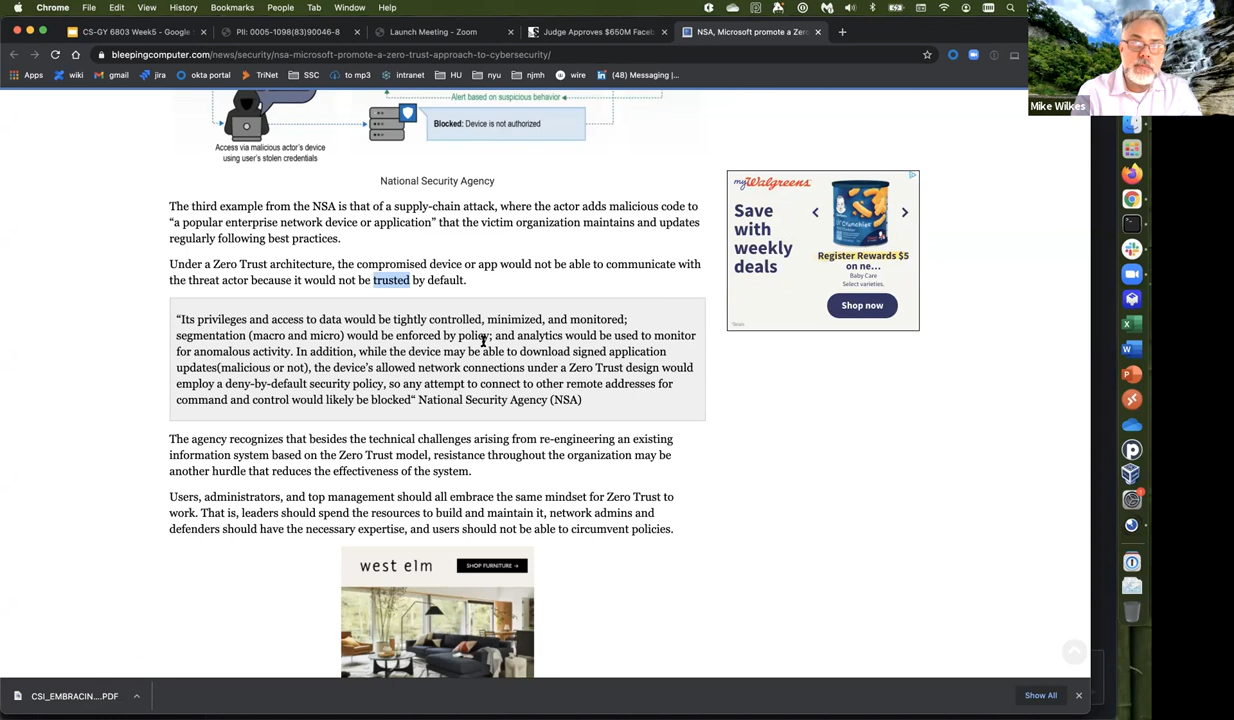 Chrome File Edit View History Bookmarks People Tab Window Help
CS-GY 6803 Week5 - Google
PII: 0005-1098(83)90046-8
Launch Meeting - Zoom
Judge Approves $650M Faceb
NSA, Microsoft promote a Zero
bleepingcomputer.com/news/security/nsa-microsoft-promote-a-zero-trust-approach-to-cybersecurity/
Apps wiki gmail jira okta portal TriNet SSC to mp3 intranet HU nyu njmh wire (48) Messaging |...
Mike Wilkes
Alert based on suspicious behavior
Blocked: Device is not authorized
Access via malicious actor's device
using user's stolen credentials
National Security Agency
The third example from the NSA is that of a supply-chain attack, where the actor adds malicious code to
“a popular enterprise network device or application” that the victim organization maintains and updates
regularly following best practices.
Under a Zero Trust architecture, the compromised device or app would not be able to communicate with
the threat actor because it would not be trusted by default.
“Its privileges and access to data would be tightly controlled, minimized, and monitored;
segmentation (macro and micro) would be enforced by policy; and analytics would be used to monitor
for anomalous activity. In addition, while the device may be able to download signed application
updates(malicious or not), the device’s allowed network connections under a Zero Trust design would
employ a deny-by-default security policy, so any attempt to connect to other remote addresses for
command and control would likely be blocked“ National Security Agency (NSA)
The agency recognizes that besides the technical challenges arising from re-engineering an existing
information system based on the Zero Trust model, resistance throughout the organization may be
another hurdle that reduces the effectiveness of the system.
Users, administrators, and top management should all embrace the same mindset for Zero Trust to
work. That is, leaders should spend the resources to build and maintain it, network admins and
defenders should have the necessary expertise, and users should not be able to circumvent policies.
my Walgreens
Save
with
weekly
deals
Gerber
Lil' Crunchies
Register Rewards $5
on ne...
Baby Care
Select varieties.
Shop now
west elm
SHOP FURNITURE →
CSI_EMBRACIN....PDF
Show All